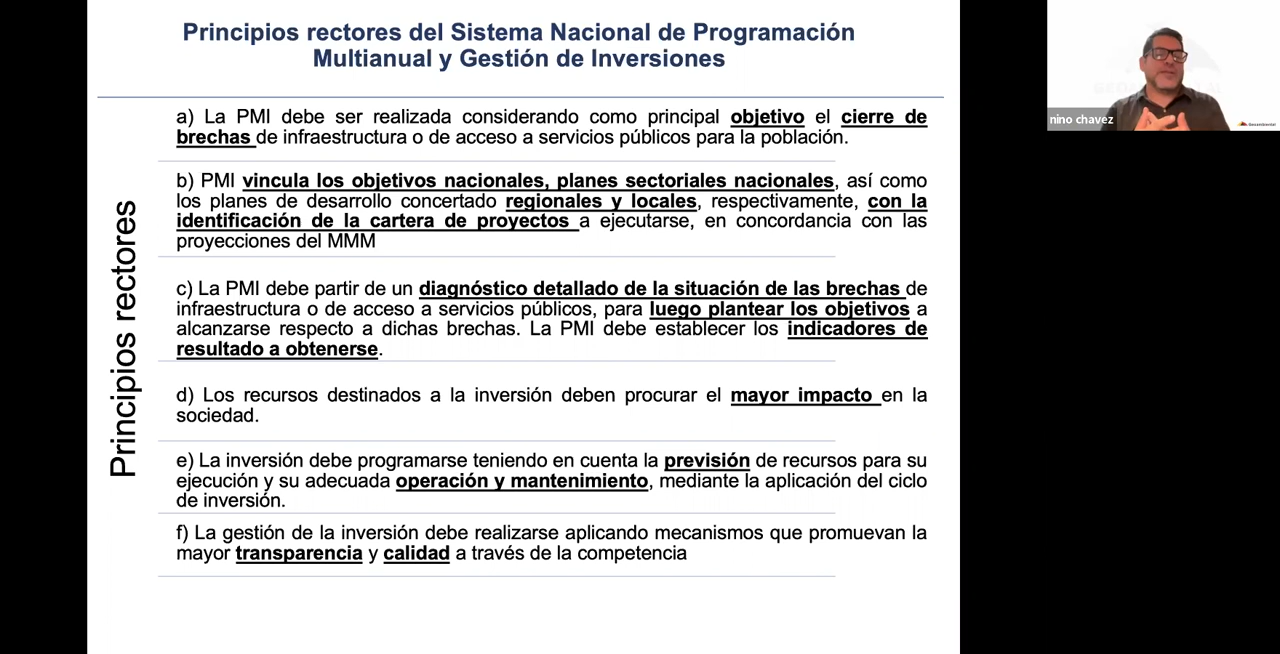 Principios rectores del Sistema Nacional de Programación
Multianual y Gestión de Inversiones
Principios rectores
a) La PMI debe ser realizada considerando como principal objetivo el cierre de
brechas de infraestructura o de acceso a servicios públicos para la población.
b) PMI vincula los objetivos nacionales, planes sectoriales nacionales, así como
los planes de desarrollo concertado regionales y locales, respectivamente, con la
identificación de la cartera de proyectos a ejecutarse, en concordancia con las
proyecciones del MMM
c) La PMI debe partir de un diagnóstico detallado de la situación de las brechas de
infraestructura o de acceso a servicios públicos, para luego plantear los objetivos a
alcanzarse respecto a dichas brechas. La PMI debe establecer los indicadores de
resultado a obtenerse.
d) Los recursos destinados a la inversión deben procurar el mayor impacto en la
sociedad.
e) La inversión debe programarse teniendo en cuenta la previsión de recursos para su
ejecución y su adecuada operación y mantenimiento, mediante la aplicación del ciclo
de inversión.
f) La gestión de la inversión debe realizarse aplicando mecanismos que promuevan la
mayor transparencia y calidad a través de la competencia
nino chavez